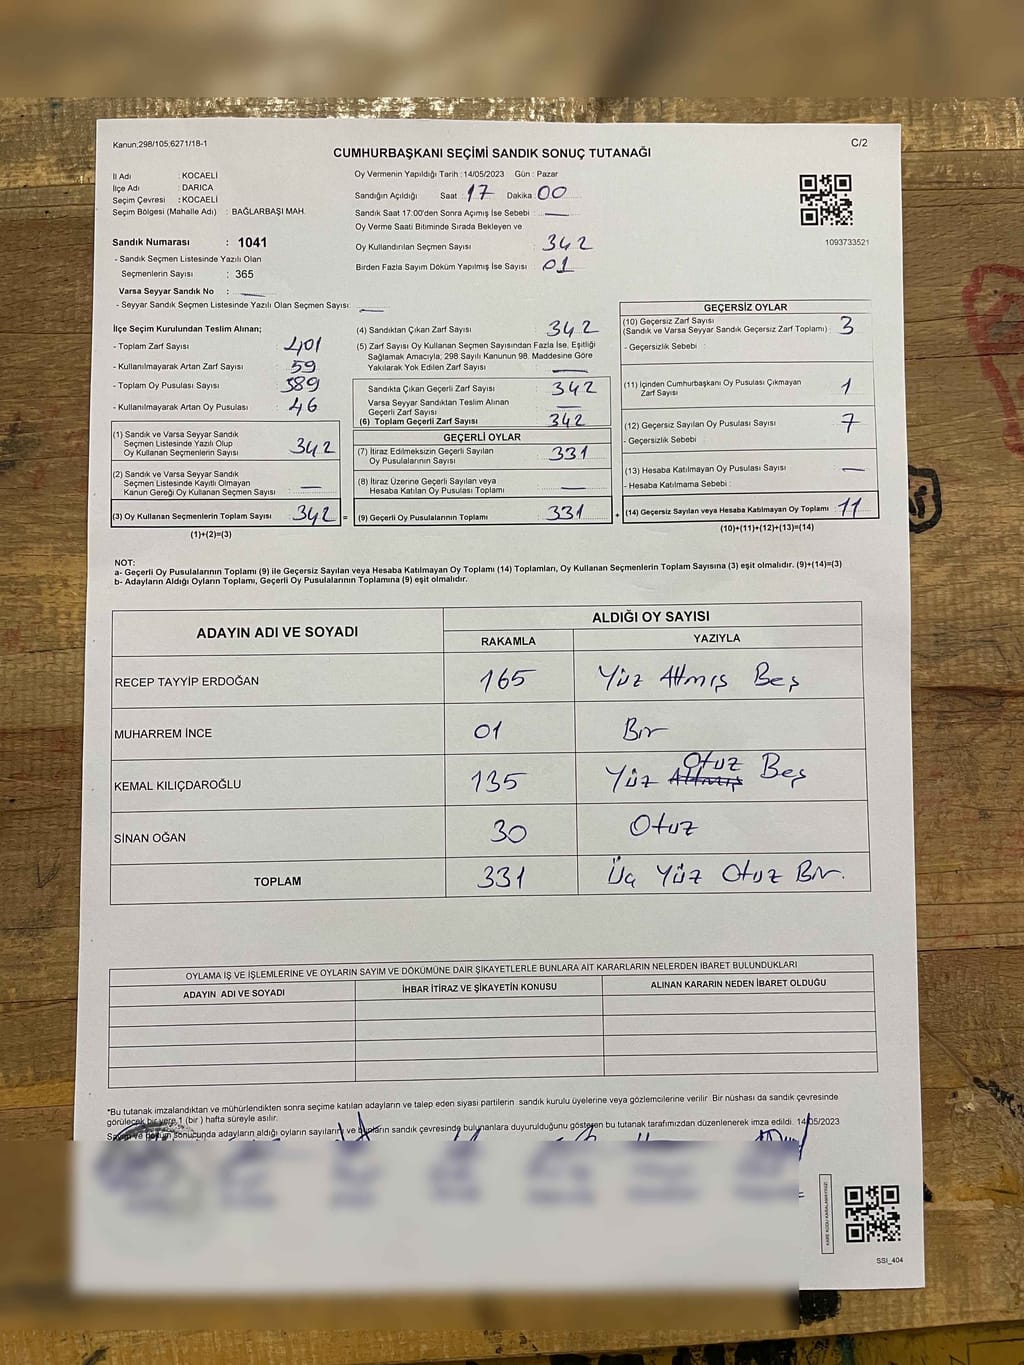 Kanun,298/105,6271/18-1
C/2
CUMHURBAŞKANI SEÇİMİ SANDIK SONUÇ TUTANAĞI
İl Adı : KOCAELİ
İlçe Adı : DARICA
Seçim Çevresi : KOCAELİ
Seçim Bölgesi (Mahalle Adı) : BAĞLARBAŞI MAH.
Sandık Numarası : 1041
- Sandık Seçmen Listesinde Yazılı Olan
Seçmenlerin Sayısı : 365
Varsa Seyyar Sandık No :
- Seyyar Sandık Seçmen Listesinde Yazılı Olan Seçmen Sayısı:
Oy Vermenin Yapıldığı Tarih : 14/05/2023 Gün : Pazar
Sandığın Açıldığı Saat : 17 Dakika : 00
Sandık Saat 17.00'den Sonra Açımış İse Sebebi :
Oy Verme Saati Bitiminde Sırada Bekleyen ve
Oy Kullandırılan Seçmen Sayısı 342
Birden Fazla Sayım Döküm Yapılmış İse Sayısı : 01
1093733521
İlçe Seçim Kurulundan Teslim Alınan;
- Toplam Zarf Sayısı : 401
- Kullanılmayarak Artan Zarf Sayısı : 59
- Toplam Oy Pusulası Sayısı : 389
- Kullanılmayarak Artan Oy Pusulası : 46
(1) Sandık ve Varsa Seyyar Sandık
Seçmen Listesinde Yazılı Olup
Oy Kullanan Seçmenlerin Sayısı 342
(2) Sandık ve Varsa Seyyar Sandık
Seçmen Listesinde Kayıtlı Olmayan
Kanun Gereği Oy Kullanan Seçmen Sayısı
(3) Oy Kullanan Seçmenlerin Toplam Sayısı 342 =
(1)+(2)=(3)
(4) Sandıktan Çıkan Zarf Sayısı : 342
(5) Zarf Sayısı Oy Kullanan Seçmen Sayısından Fazla İse, Eşitliği
Sağlamak Amacıyla, 298 Sayılı Kanunun 98. Maddesine Göre
Yakılarak Yok Edilen Zarf Sayısı :
Sandıkta Çıkan Geçerli Zarf Sayısı 342
Varsa Seyyar Sandıktan Teslim Alınan
Geçerli Zarf Sayısı
(6) Toplam Geçerli Zarf Sayısı 342
GEÇERLİ OYLAR
(7) İtiraz Edilmeksizin Geçerli Sayılan
Oy Pusulalarının Sayısı 331
(8) İtiraz Üzerine Geçerli Sayılan veya
Hesaba Katılan Oy Pusulası Toplamı
(9) Geçerli Oy Pusulalarının Toplamı 331 +
GEÇERSİZ OYLAR
(10) Geçersiz Zarf Sayısı
(Sandık ve Varsa Seyyar Sandık Geçersiz Zarf Toplamı) : 3
- Geçersizlik Sebebi :
(11) İçinden Cumhurbaşkanı Oy Pusulası Çıkmayan
Zarf Sayısı 1
(12) Geçersiz Sayılan Oy Pusulası Sayısı 7
- Geçersizlik Sebebi :
(13) Hesaba Katılmayan Oy Pusulası Sayısı
- Hesaba Katılmama Sebebi :
(14) Geçersiz Sayılan veya Hesaba Katılmayan Oy Toplamı 11
(10)+(11)+(12)+(13)=(14)
NOT:
a- Geçerli Oy Pusulalarının Toplamı (9) ile Geçersiz Sayılan veya Hesaba Katılmayan Oy Toplamı (14) Toplamları, Oy Kullanan Seçmenlerin Toplam Sayısına (3) eşit olmalıdır. (9)+(14)=(3)
b- Adayların Aldığı Oyların Toplamı, Geçerli Oy Pusulalarının Toplamına (9) eşit olmalıdır.
ADAYIN ADI VE SOYADI ALDIĞI OY SAYISI
RAKAMLA YAZIYLA
RECEP TAYYİP ERDOĞAN 165 Yüz Altmış Beş
MUHARREM İNCE 01 Bir
KEMAL KILIÇDAROĞLU 135 Yüz Altmış Otuz Beş
SİNAN OĞAN 30 Otuz
TOPLAM 331 Üç Yüz Otuz Bir.
OYLAMA İŞ VE İŞLEMLERİNE VE OYLARIN SAYIM VE DÖKÜMÜNE DAİR ŞİKAYETLERLE BUNLARA AİT KARARLARIN NELERDEN İBARET BULUNDUKLARI
ADAYIN ADI VE SOYADI İHBAR İTİRAZ VE ŞİKAYETİN KONUSU ALINAN KARARIN NEDEN İBARET OLDUĞU
*Bu tutanak imzalandıktan ve mühürlendikten sonra seçime katılan adayların ve talep eden siyasi partilerin sandık kurulu üyelerine veya gözlemcilerine verilir. Bir nüshası da sandık çevresinde
görülecek bir yere 1 (bir) hafta süreyle asılır.
Sayım ve döküm sonucunda adayların aldığı oyların sayılarını ve bunların sandık çevresinde bulunanlara duyurulduğunu gösteren bu tutanak tarafımızdan düzenlenerek imza edildi. 14/05/2023
SSI_404